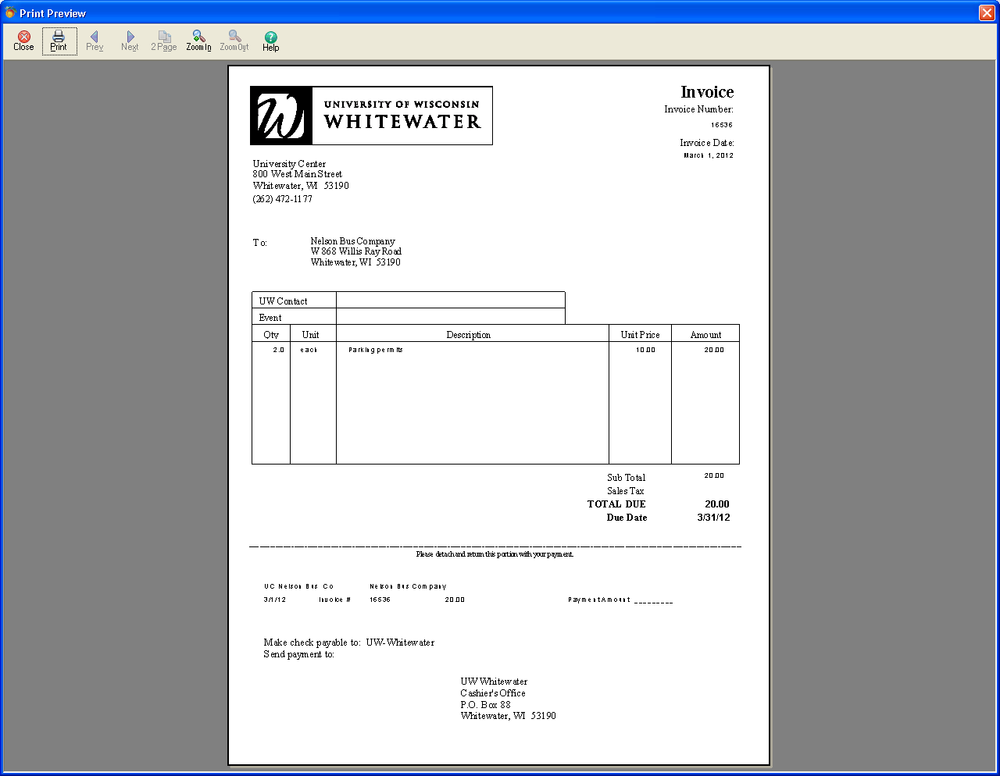 Print Preview
Close Print Prev Next 2 Page Zoom In Zoom Out Help
UNIVERSITY OF WISCONSIN
WHITEWATER
Invoice
Invoice Number:
16536
Invoice Date:
March 1, 2012
University Center
800 West Main Street
Whitewater, WI 53190
(262) 472-1177
To: Nelson Bus Company
W868 Willis Ray Road
Whitewater, WI 53190
UW Contact
Event
Qty Unit Description Unit Price Amount
2.0 each Parking permits 10.00 20.00
Sub Total 20.00
Sales Tax
TOTAL DUE 20.00
Due Date 3/31/12
Please detach and return this portion with your payment.
UC Nelson Bus Co Nelson Bus Company
3/1/12 Invoice # 16536 20.00 Payment Amount _________
Make check payable to: UW-Whitewater
Send payment to:
UW Whitewater
Cashier's Office
P.O. Box 88
Whitewater, WI 53190